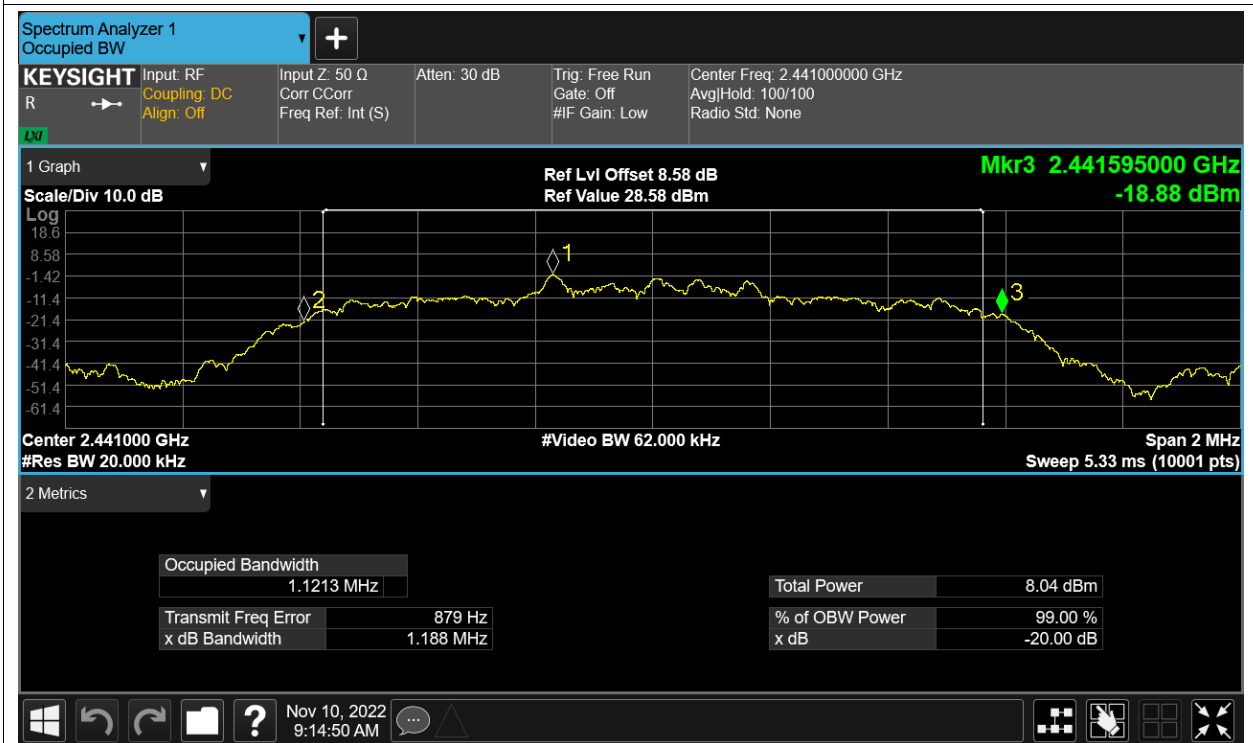 Spectrum Analyzer 1
Occupied BW
+
KEYSIGHT
R
LXI
Input: RF
Coupling: DC
Align: Off
Input Z: 50 Ω
Corr CCorr
Freq Ref: Int (S)
Atten: 30 dB
Trig: Free Run
Gate: Off
#IF Gain: Low
Center Freq: 2.441000000 GHz
Avg|Hold: 100/100
Radio Std: None
1 Graph
Scale/Div 10.0 dB
Ref Lvl Offset 8.58 dB
Ref Value 28.58 dBm
Mkr3 2.441595000 GHz
-18.88 dBm
Log
18.6
8.58
-1.42
-11.4
-21.4
-31.4
-41.4
-51.4
-61.4
1
2
3
Center 2.441000 GHz
#Res BW 20.000 kHz
#Video BW 62.000 kHz
Span 2 MHz
Sweep 5.33 ms (10001 pts)
2 Metrics
Occupied Bandwidth
1.1213 MHz
Transmit Freq Error 879 Hz
x dB Bandwidth 1.188 MHz
Total Power 8.04 dBm
% of OBW Power 99.00 %
x dB -20.00 dB
?
Nov 10, 2022
9:14:50 AM